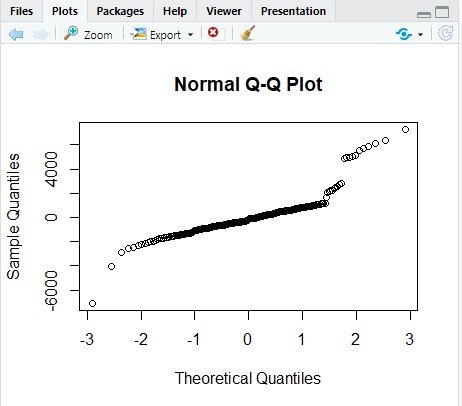 Files Plots Packages Help Viewer Presentation
Zoom Export
Normal Q-Q Plot
Sample Quantiles
4000
0
-6000
-3 -2 -1 0 1 2 3
Theoretical Quantiles